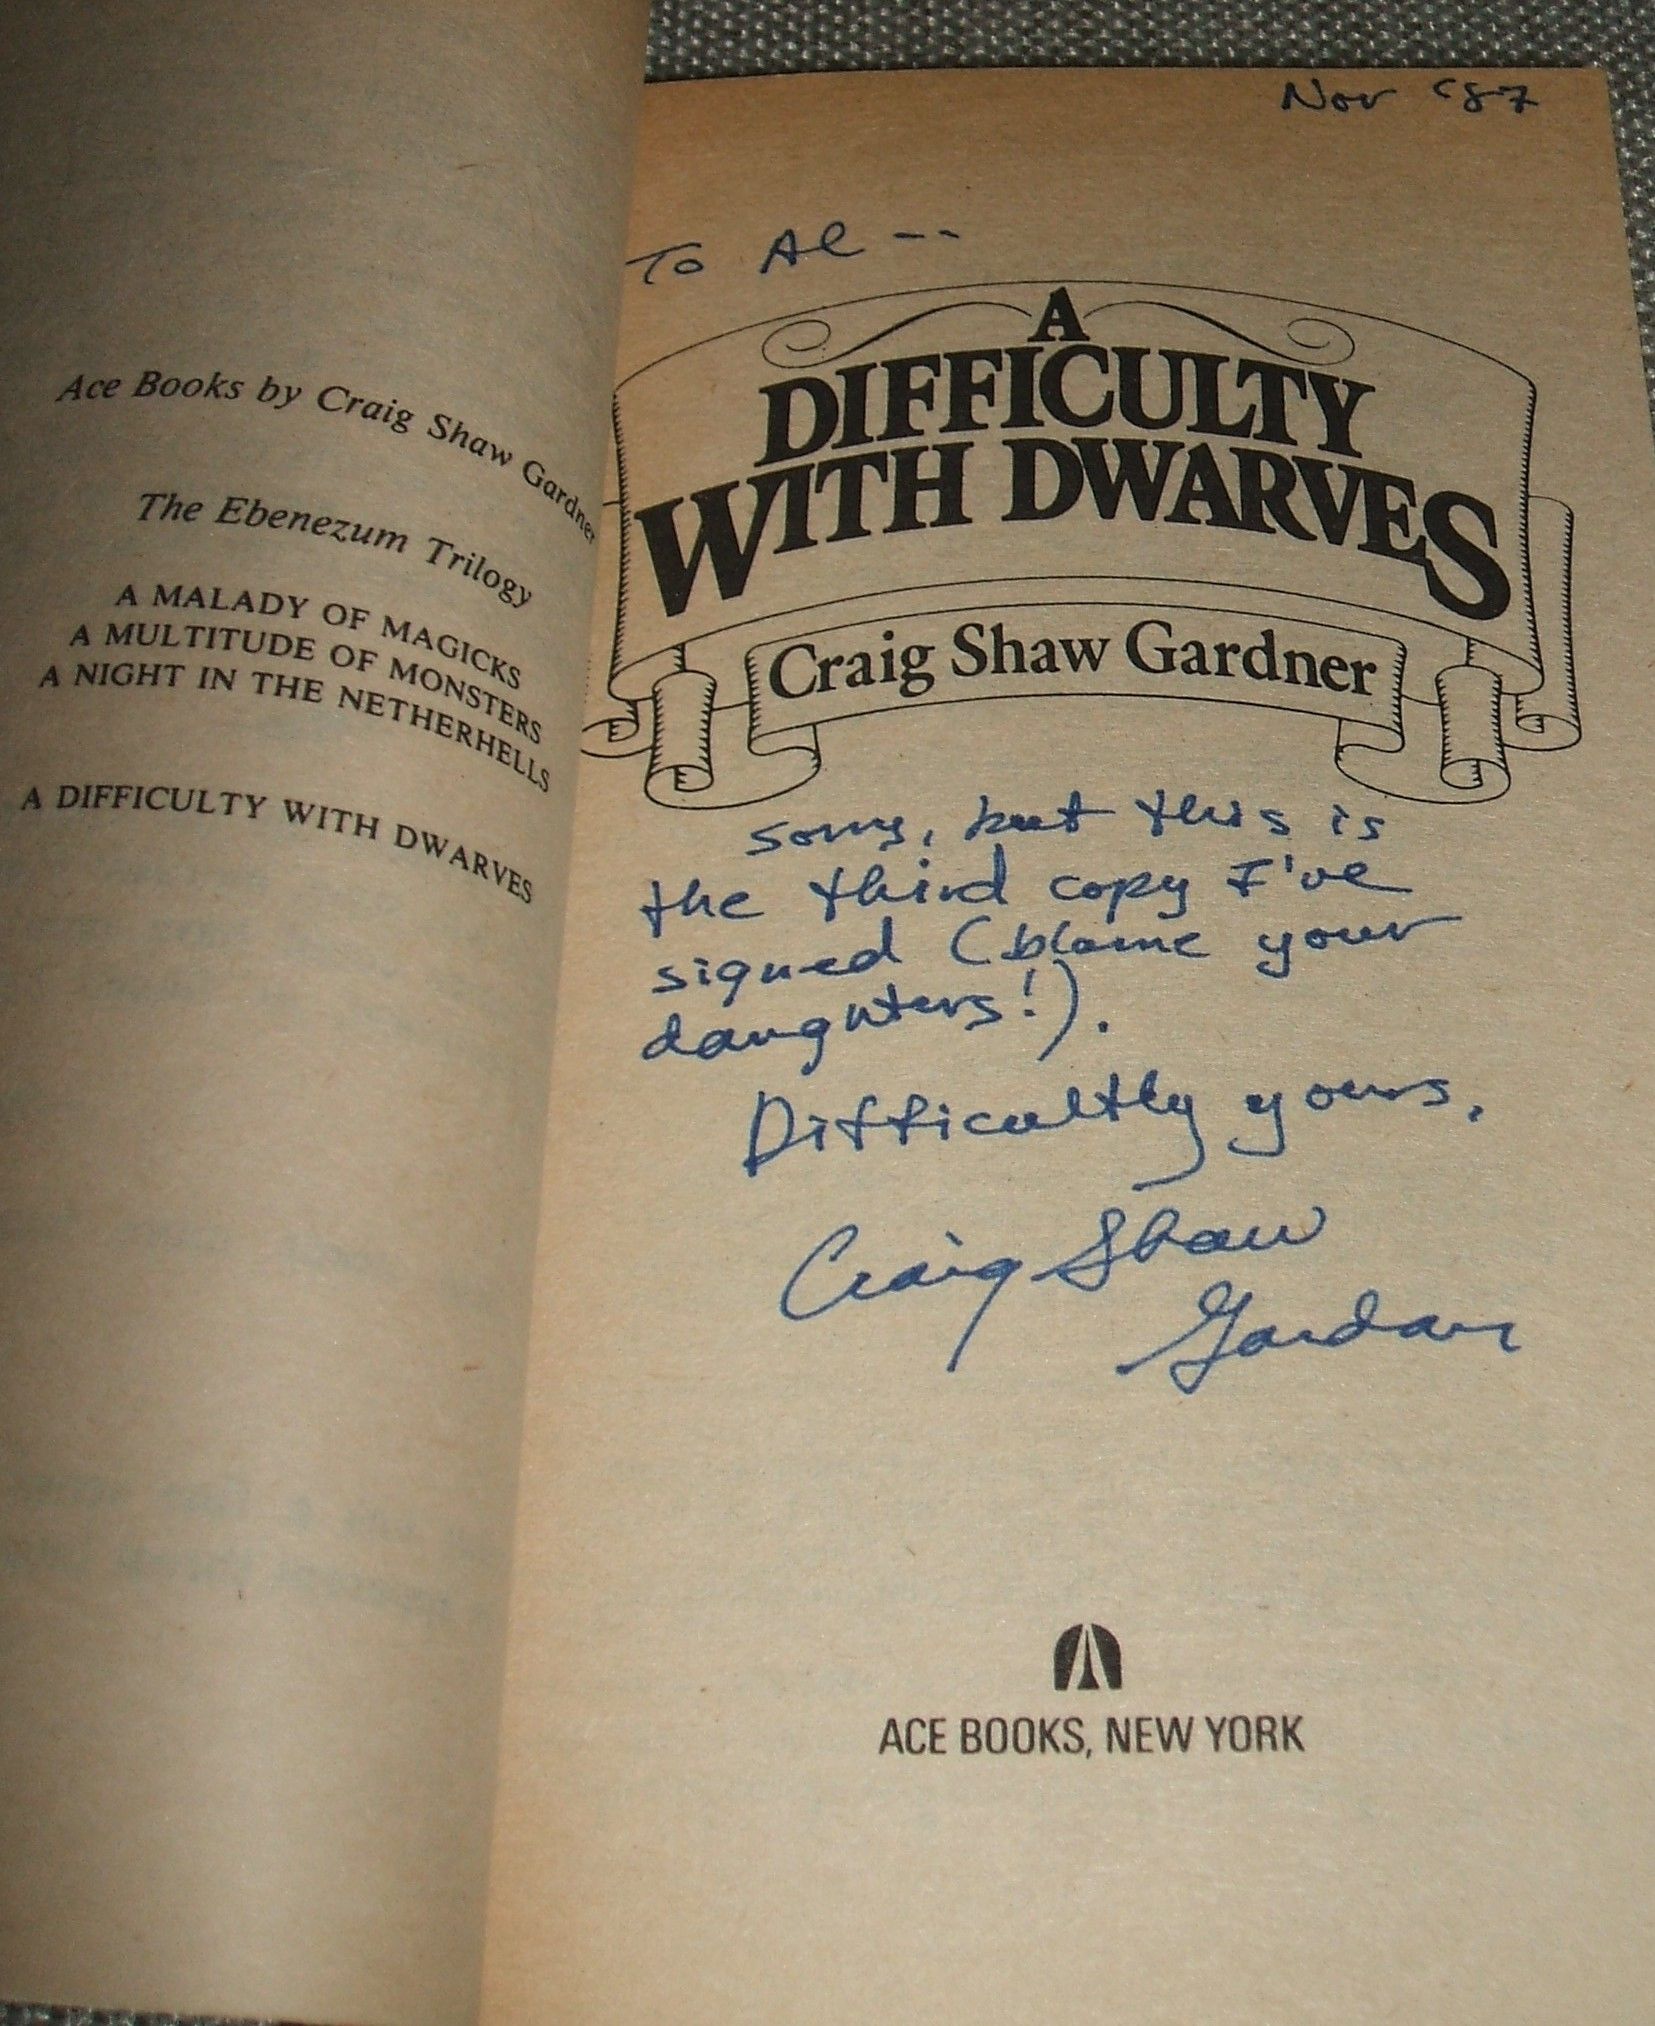 Ace Books by Craig Shaw Gardner
The Ebenezum Trilogy
A MALADY OF MAGICKS
A MULTITUDE OF MONSTERS
A NIGHT IN THE NETHERHELLS
A DIFFICULTY WITH DWARVES
Nov '87
To Al --
A
DIFFICULTY
WITH DWARVES
Craig Shaw Gardner
Sorry, but this is
the third copy I've
signed (blame your
daughters!).
Difficultly yours,
Craig Shaw
Gardner
ACE BOOKS, NEW YORK